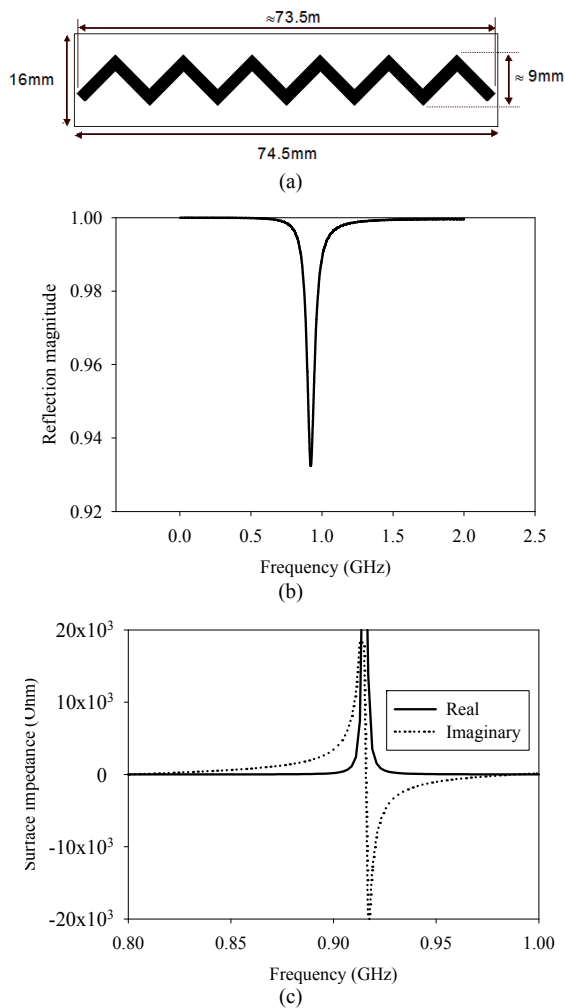 ≈73.5m
16mm
≈ 9mm
74.5mm
(a)
1.00
0.98
0.96
0.94
0.92
Reflection magnitude
0.0 0.5 1.0 1.5 2.0 2.5
Frequency (GHz)
(b)
20x10³
10x10³
0
-10x10³
-20x10³
Surface impedance (Ohm)
Real
Imaginary
0.80 0.85 0.90 0.95 1.00
Frequency (GHz)
(c)